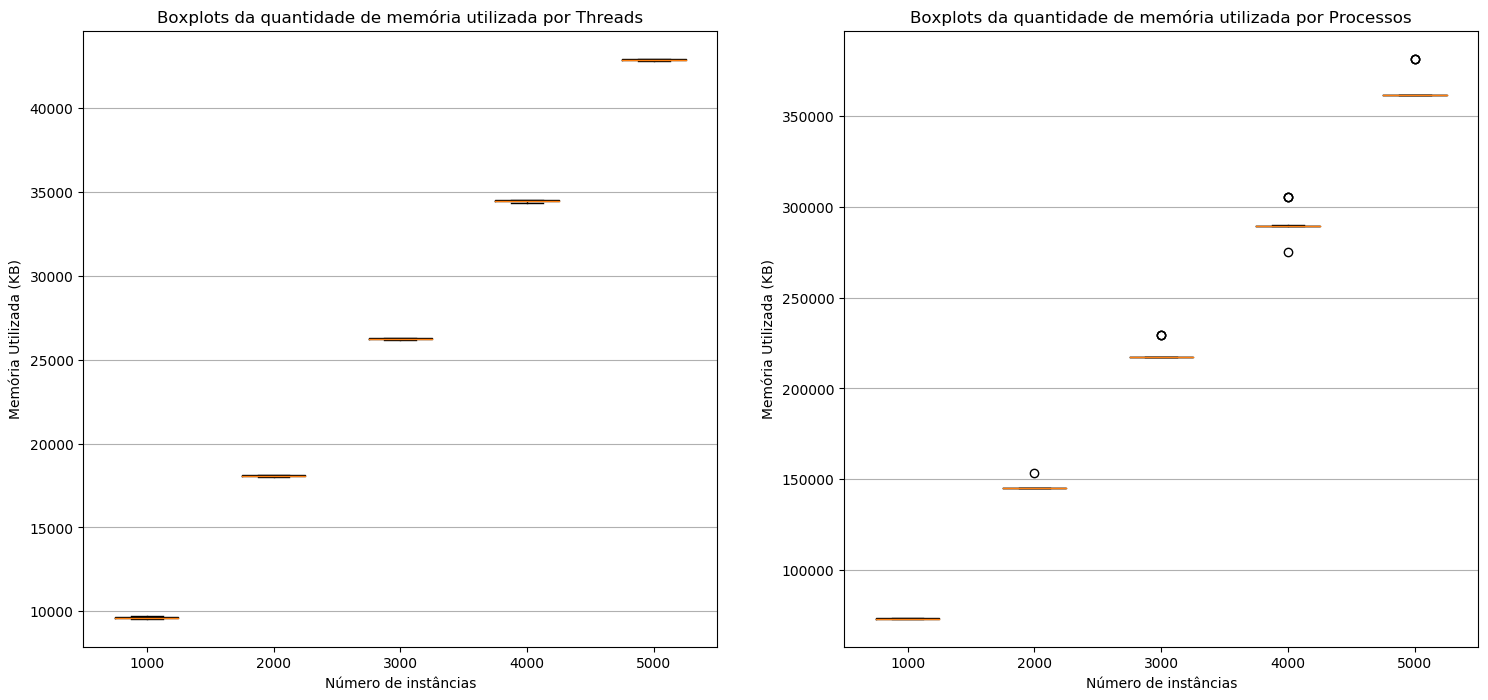 Boxplots da quantidade de memória utilizada por Threads
Memória Utilizada (KB)
40000
35000
30000
25000
20000
15000
10000
1000 2000 3000 4000 5000
Número de instâncias
Boxplots da quantidade de memória utilizada por Processos
Memória Utilizada (KB)
350000
300000
250000
200000
150000
100000
1000 2000 3000 4000 5000
Número de instâncias